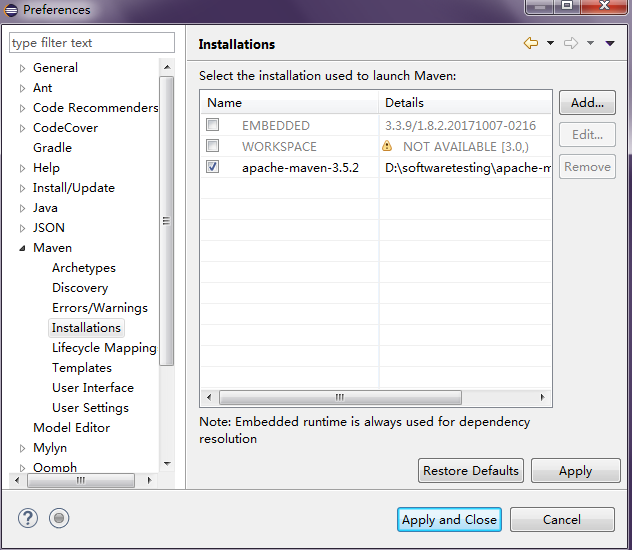 Preferences
type filter text
General
Ant
Code Recommenders
CodeCover
Gradle
Help
Install/Update
Java
JSON
Maven
Archetypes
Discovery
Errors/Warnings
Installations
Lifecycle Mapping
Templates
User Interface
User Settings
Model Editor
Mylyn
Oomph
Installations
Select the installation used to launch Maven:
Name Details
EMBEDDED 3.3.9/1.8.2.20171007-0216
WORKSPACE NOT AVAILABLE [3.0,)
apache-maven-3.5.2 D:\softwaretesting\apache-m
Add...
Edit...
Remove
Note: Embedded runtime is always used for dependency
resolution
Restore Defaults Apply
? Apply and Close Cancel